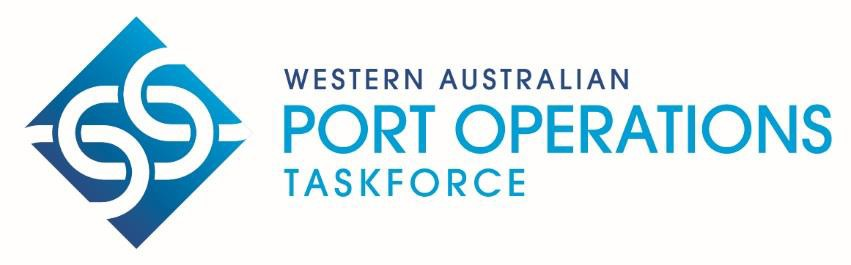 WESTERN AUSTRALIAN
PORT OPERATIONS
TASKFORCE